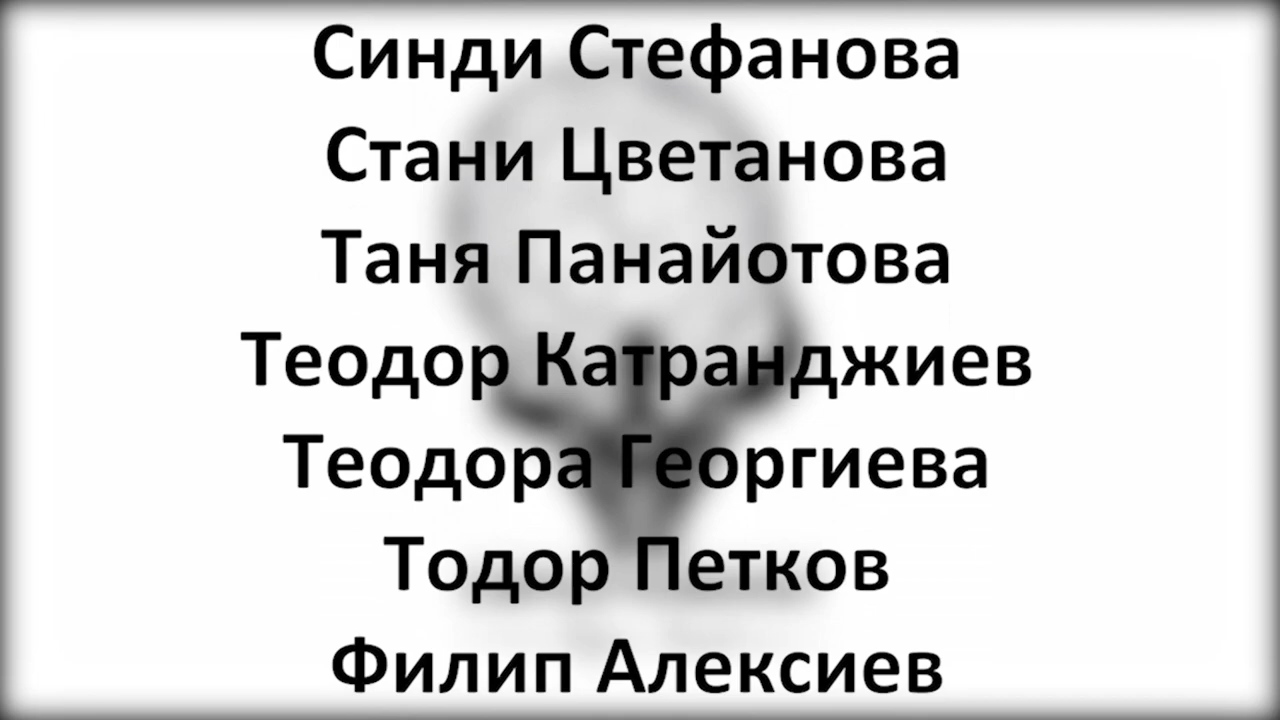 Синди Стефанова
Стани Цветанова
Таня Панайотова
Теодор Катранджиев
Теодора Георгиева
Тодор Петков
Филип Алексиев